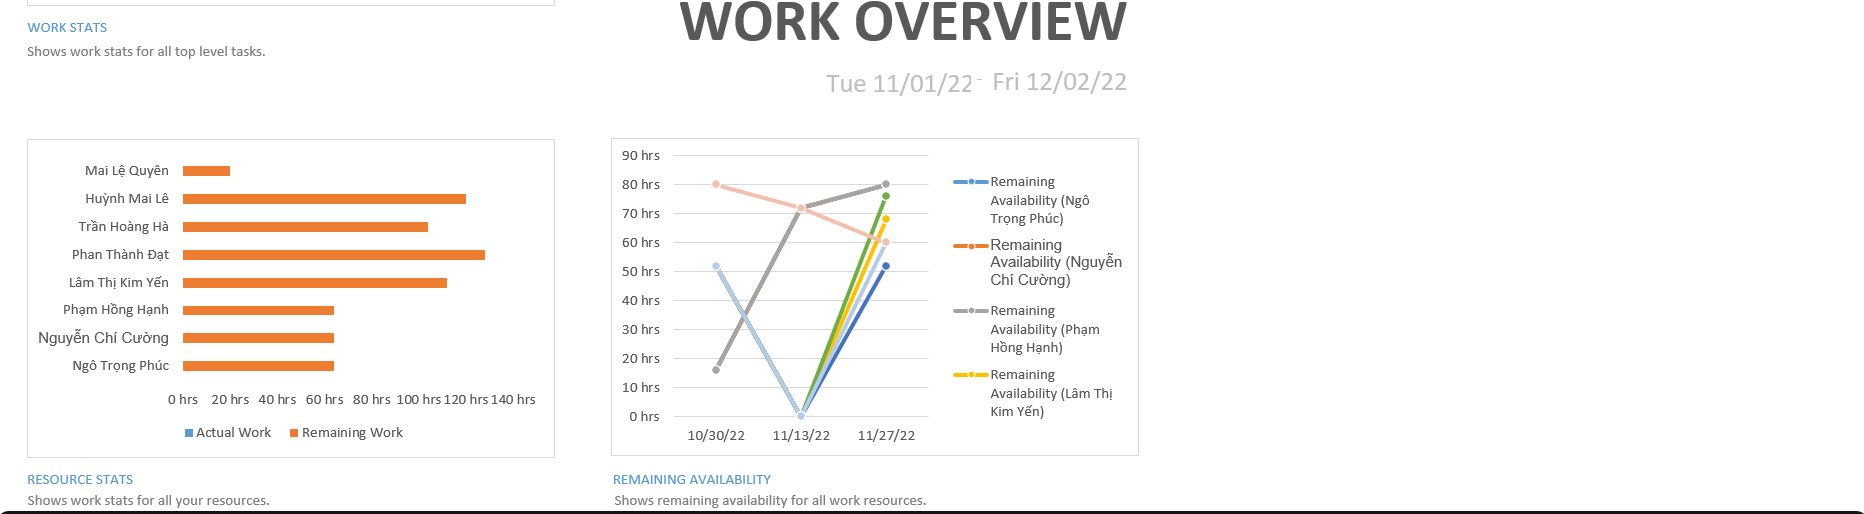 WORK OVERVIEW
Tue 11/01/22 - Fri 12/02/22
WORK STATS
Shows work stats for all top level tasks.
Mai Lệ Quyên
Huỳnh Mai Lê
Trần Hoàng Hà
Phan Thành Đạt
Lâm Thị Kim Yến
Phạm Hồng Hạnh
Nguyễn Chí Cường
Ngô Trọng Phúc
0 hrs 20 hrs 40 hrs 60 hrs 80 hrs 100 hrs 120 hrs 140 hrs
Actual Work Remaining Work
RESOURCE STATS
Shows work stats for all your resources.
90 hrs
80 hrs
70 hrs
60 hrs
50 hrs
40 hrs
30 hrs
20 hrs
10 hrs
0 hrs
10/30/22 11/13/22 11/27/22
Remaining
Availability (Ngô
Trọng Phúc)
Remaining
Availability (Nguyễn
Chí Cường)
Remaining
Availability (Phạm
Hồng Hạnh)
Remaining
Availability (Lâm Thị
Kim Yến)
REMAINING AVAILABILITY
Shows remaining availability for all work resources.